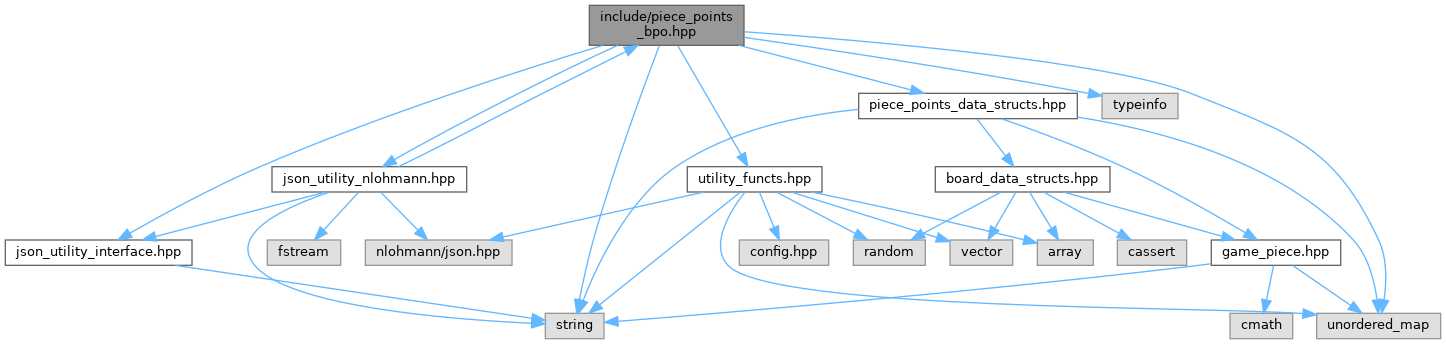 include/piece_points
_bpo.hpp
piece_points_data_structs.hpp
typeinfo
json_utility_nlohmann.hpp
utility_functs.hpp
board_data_structs.hpp
json_utility_interface.hpp
fstream
nlohmann/json.hpp
config.hpp
random
vector
array
cassert
game_piece.hpp
string
cmath
unordered_map